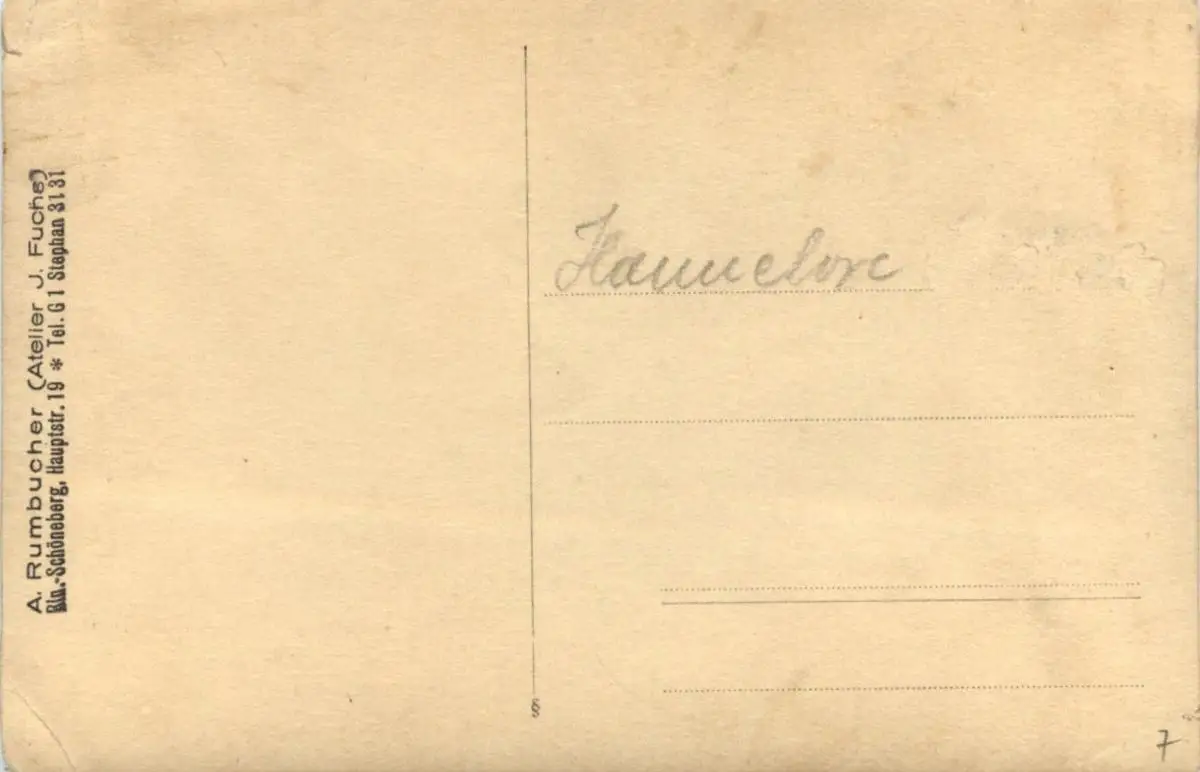 A. Rumbucher (Atelier J. Fuchs)
Bln.-Schöneberg, Hauptstr. 19 * Tel. G 1 Stephan 3131
Hannelore
§
7